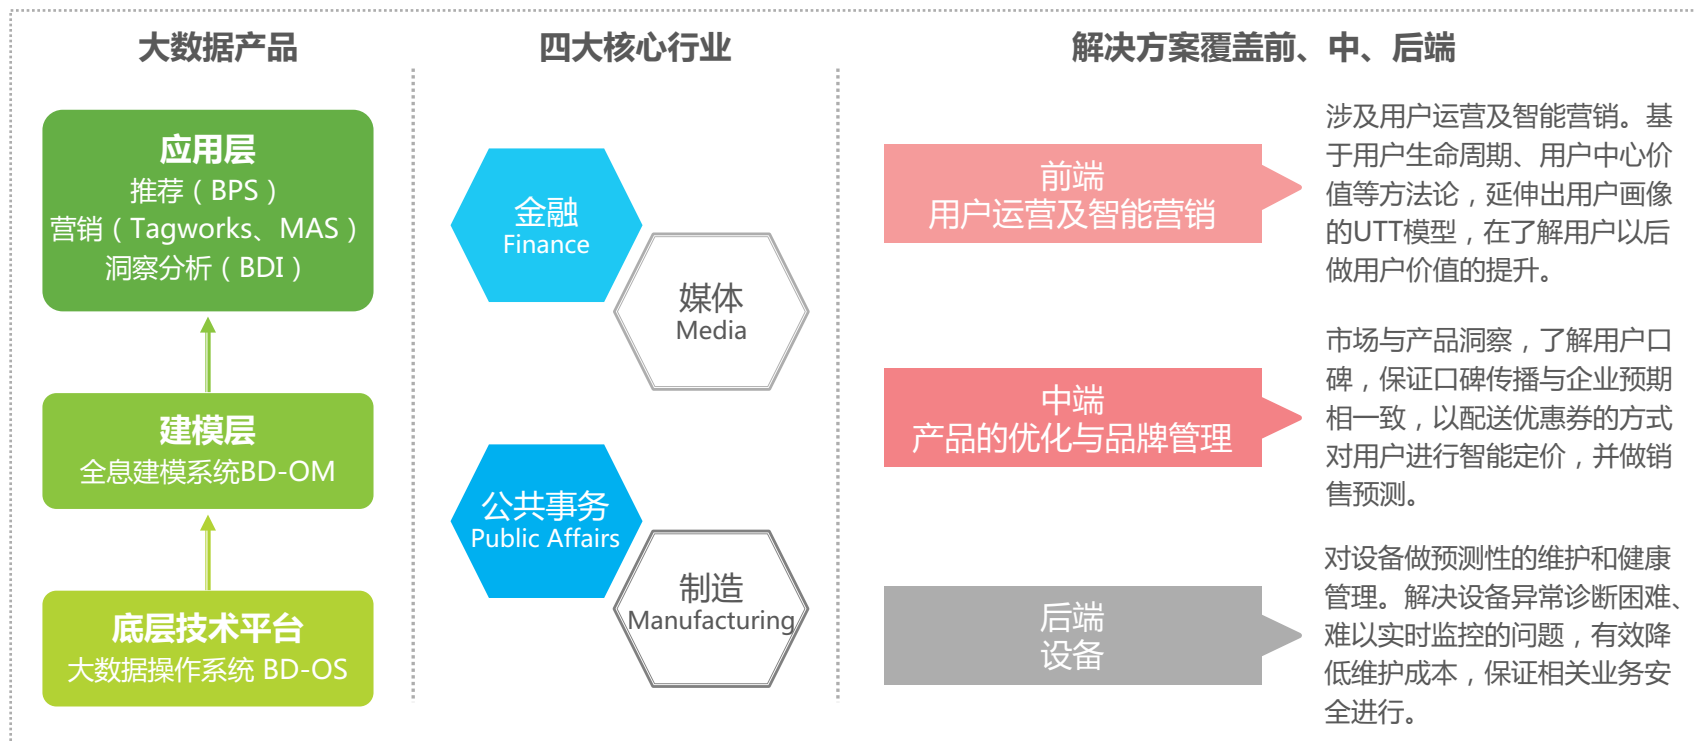 大数据产品
四大核心行业
解决方案覆盖前、中、后端
应用层
推荐（BPS）
营销（Tagworks、MAS）
洞察分析（BDI）
建模层
全息建模系统BD-OM
底层技术平台
大数据操作系统 BD-OS
金融
Finance
媒体
Media
公共事务
Public Affairs
制造
Manufacturing
前端
用户运营及智能营销
涉及用户运营及智能营销。基
于用户生命周期、用户中心价
值等方法论，延伸出用户画像
的UTT模型，在了解用户以后
做用户价值的提升。
中端
产品的优化与品牌管理
市场与产品洞察，了解用户口
碑，保证口碑传播与企业预期
相一致，以配送优惠券的方式
对用户进行智能定价，并做销
售预测。
后端
设备
对设备做预测性的维护和健康
管理。解决设备异常诊断困难、
难以实时监控的问题，有效降
低维护成本，保证相关业务安
全进行。